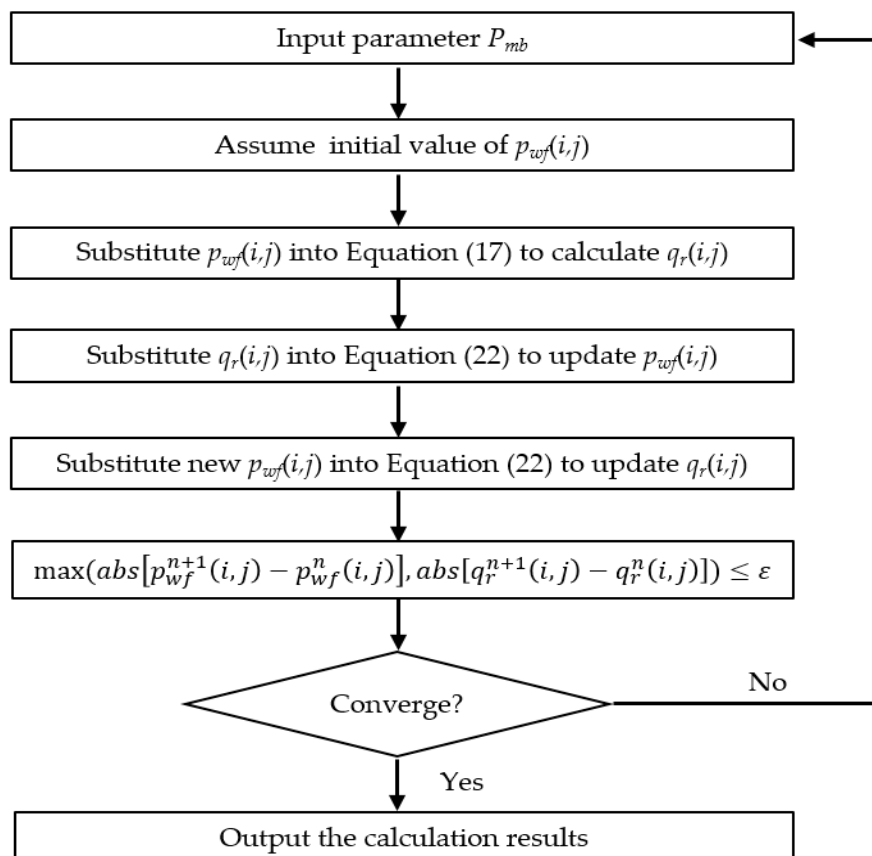 Input parameter P_mb
Assume initial value of p_wf(i,j)
Substitute p_wf(i,j) into Equation (17) to calculate q_r(i,j)
Substitute q_r(i,j) into Equation (22) to update p_wf(i,j)
Substitute new p_wf(i,j) into Equation (22) to update q_r(i,j)
max(abs[p_wf^{n+1}(i,j) − p_wf^n(i,j)], abs[q_r^{n+1}(i,j) − q_r^n(i,j)]) ≤ ε
Converge?
No
Yes
Output the calculation results